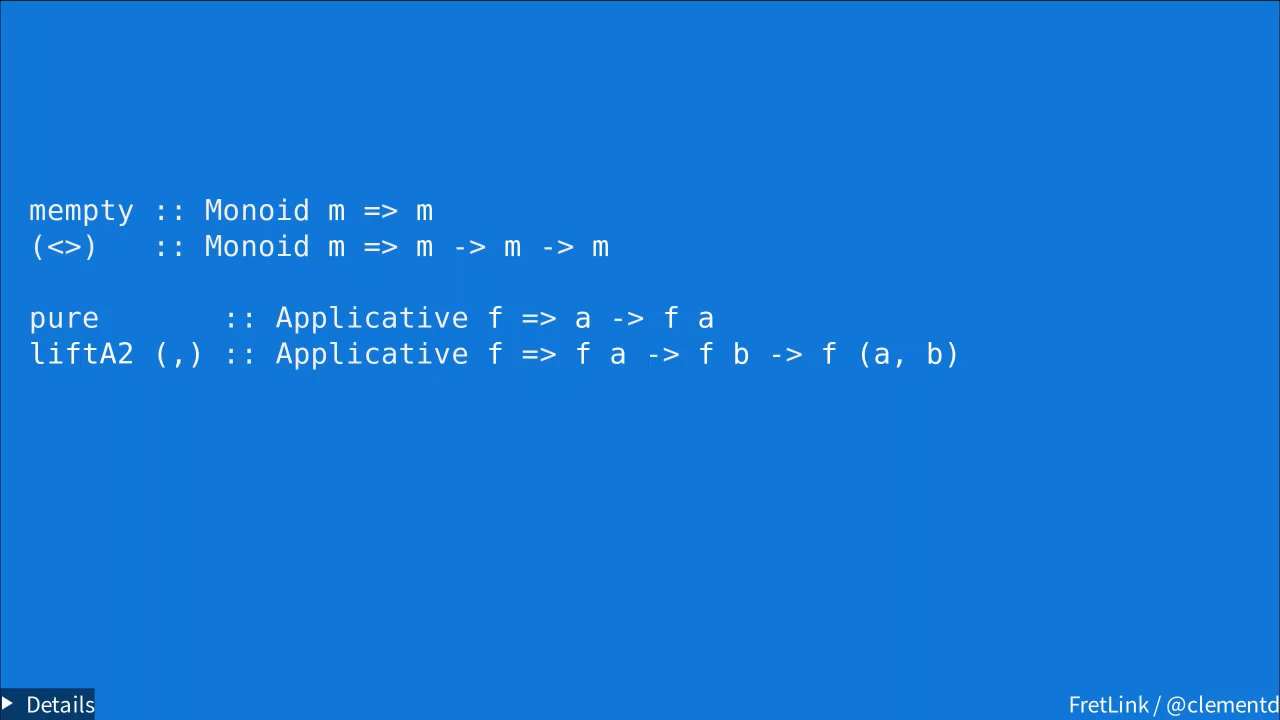 mempty :: Monoid m => m
(<>)   :: Monoid m => m -> m -> m
pure       :: Applicative f => a -> f a
liftA2 (,) :: Applicative f => f a -> f b -> f (a, b)
Details
FretLink / @clementd